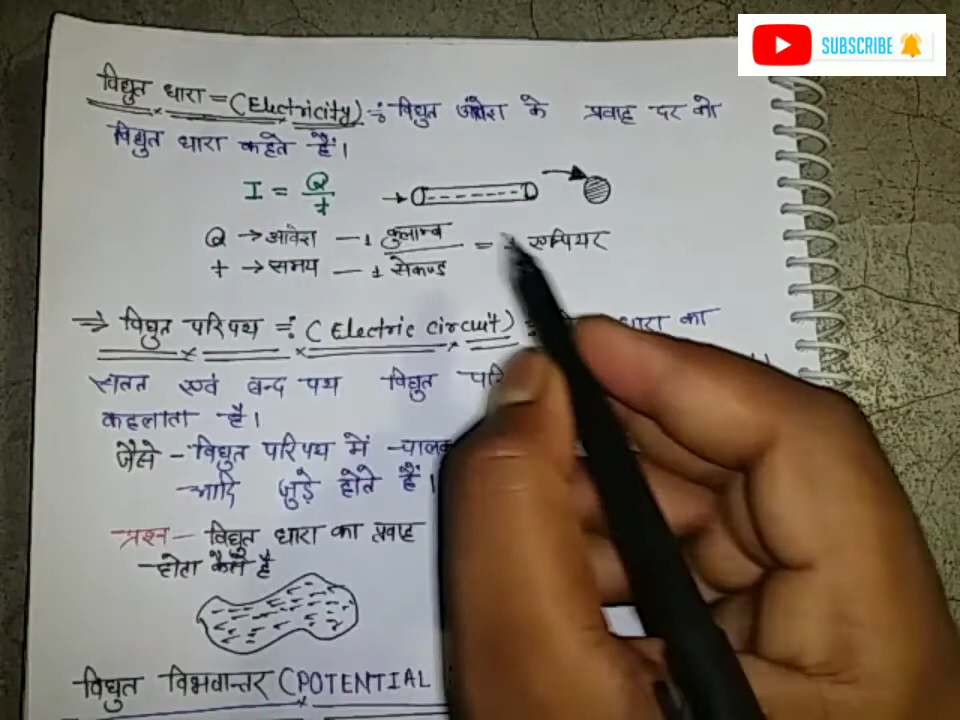 SUBSCRIBE
विद्युत धारा = (Electricity) ÷ विद्युत आवेश के प्रवाह दर को
विद्युत धारा कहते हैं।
I = Q/t
Q → आवेश — 1 कुलाम्ब
= 1 एम्पियर
t → समय — 1 सेकण्ड
⇒ विद्युत परिपथ ÷ (Electric circuit) ÷ धारा का
सतत एवं बन्द पथ विद्युत
कहलाता है।
जैसे - विद्युत परिपथ में -चालक
-आदि जुड़े होते हैं।
प्रश्न — विद्युत धारा का प्रवाह
-होता कैसे है
विद्युत विभवान्तर (POTENTIAL